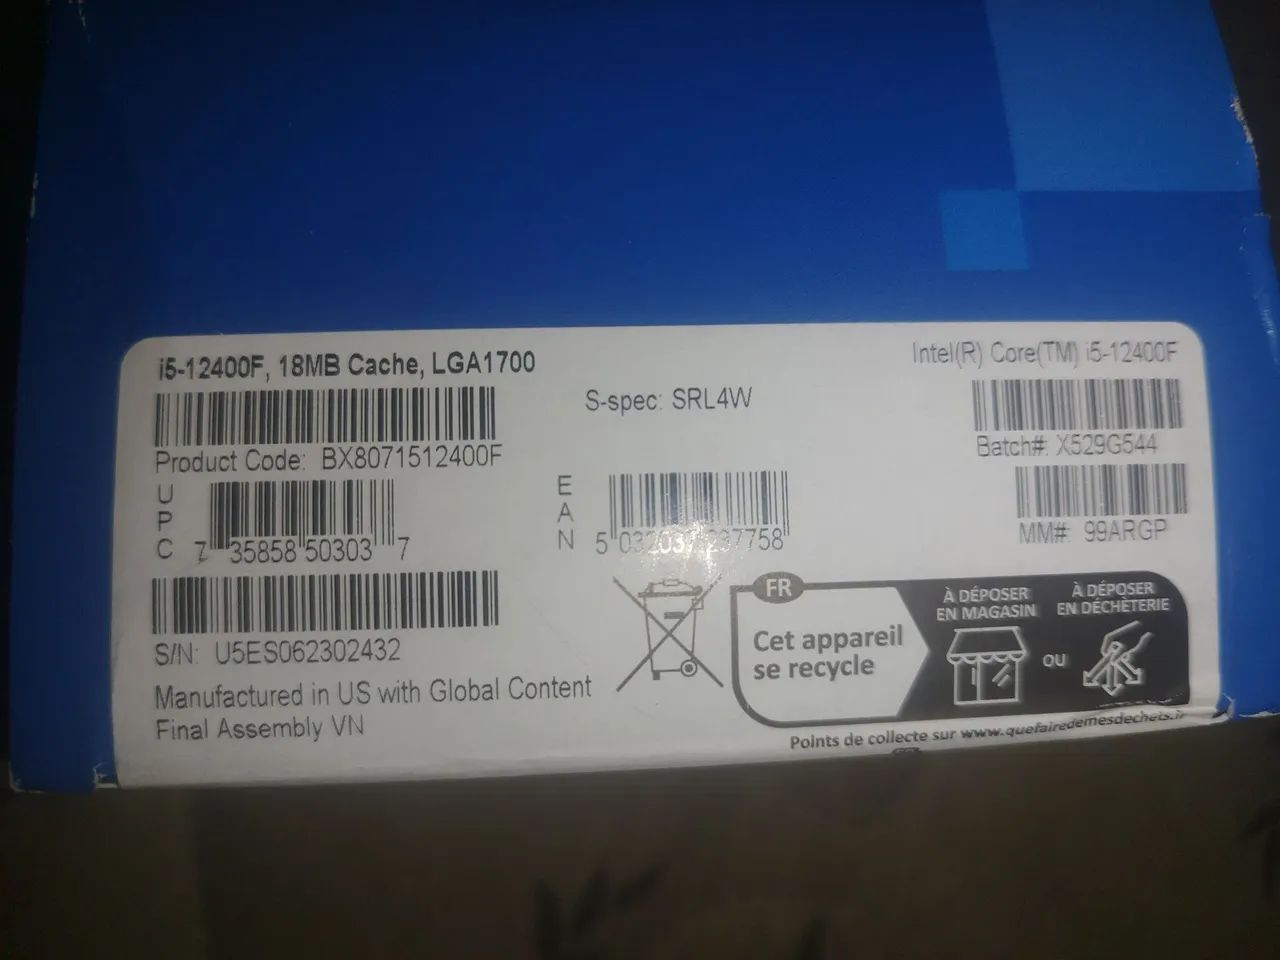 i5-12400F, 18MB Cache, LGA1700
Product Code: BX8071512400F
UPC
7 35858 50303 7
S/N: U5ES062302432
Manufactured in US with Global Content
Final Assembly VN
S-spec: SRL4W
EAN
Intel(R) Core(TM) i5-12400F
Batch#: X529G544
MM#: 99ARGP
FR
Cet appareil
se recycle
À DÉPOSER
EN MAGASIN
OU
À DÉPOSER
EN DÉCHÈTERIE
Points de collecte sur www.quefairedemesdechets.fr